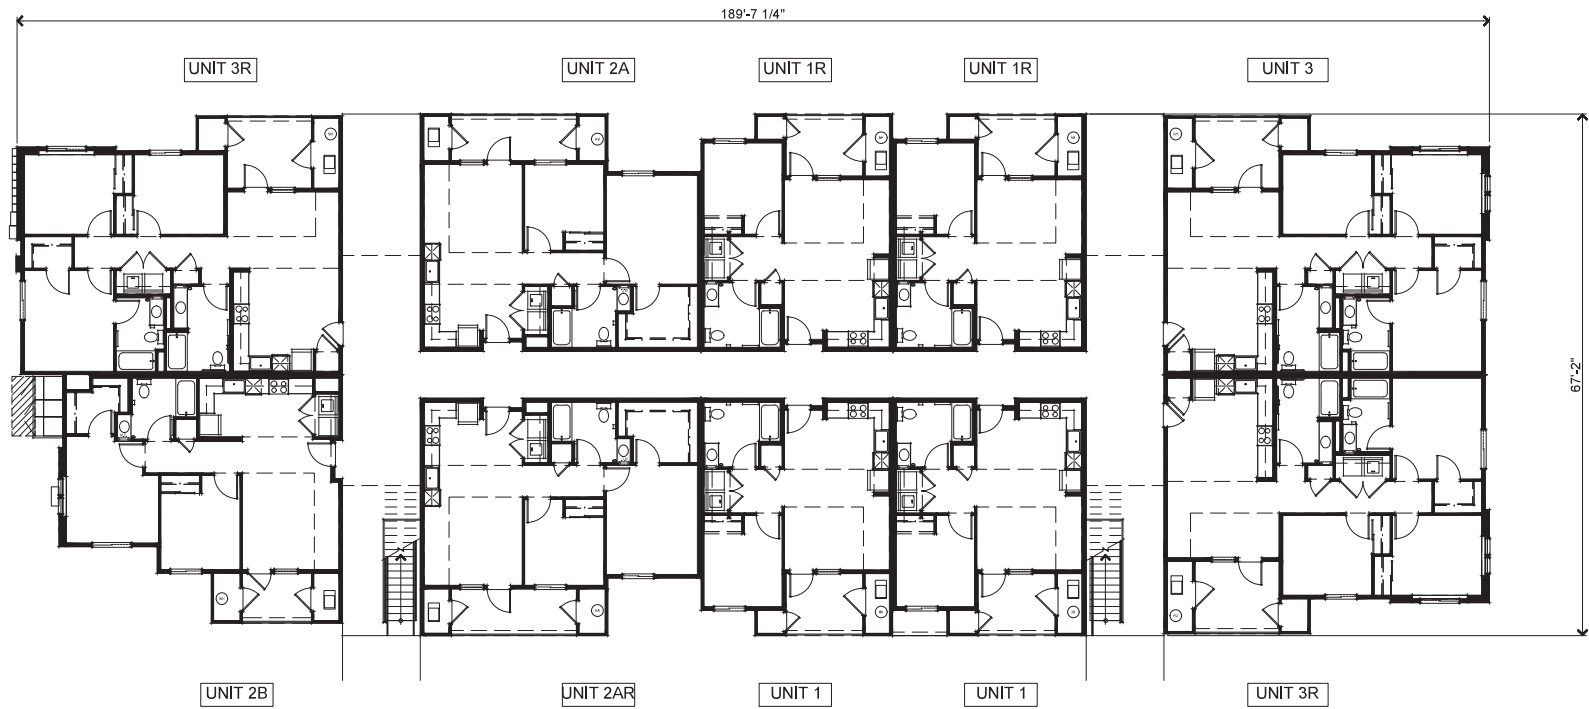 189'-7 1/4"
UNIT 3R
UNIT 2A
UNIT 1R
UNIT 1R
UNIT 3
67'-2"
UNIT 2B
UNIT 2AR
UNIT 1
UNIT 1
UNIT 3R